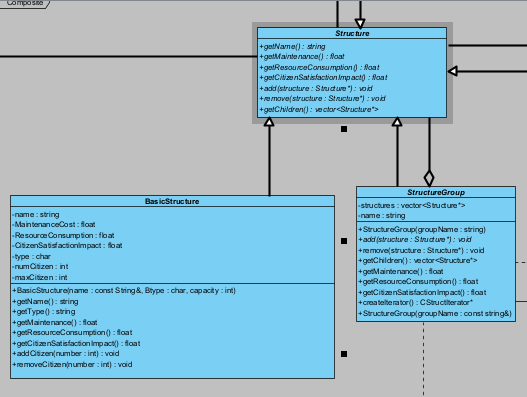 Composite
Structure
+getName() : string
+getMaintenance() : float
+getResourceConsumption() : float
+getCitizenSatisfactionImpact() : float
+add(structure : Structure*) : void
+remove(structure : Structure*) : void
+getChildren() : vector<Structure*>
BasicStructure
-name : string
-MaintenanceCost : float
-ResourceConsumption : float
-CitizenSatisfactionImpact : float
-type : char
-numCitizen : int
-maxCitizen : int
+BasicStructure(name : const String&, Btype : char, capacity : int)
+getName() : string
+getType() : string
+getMaintenance() : float
+getResourceConsumption() : float
+getCitizenSatisfactionImpact() : float
+addCitizen(number : int) : void
+removeCitizen(number : int) : void
StructureGroup
-structures : vector<Structure*>
-name : string
+StructureGroup(groupName : string)
+add(structure : Structure*) : void
+remove(structure : Structure*) : void
+getChildren() : vector<Structure*>
+getMaintenance() : float
+getResourceConsumption() : float
+getCitizenSatisfactionImpact() : float
+createIterator() : CStructIterator*
+StructureGroup(groupName : const string&)